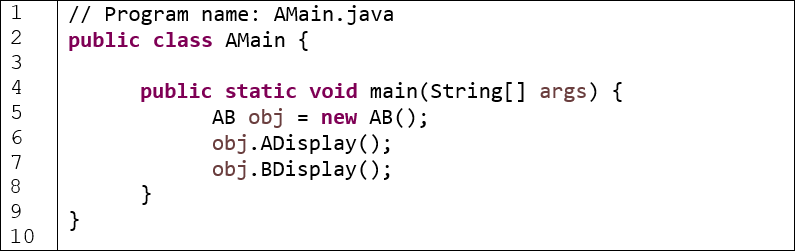 1 // Program name: AMain.java
2 public class AMain {
3
4 public static void main(String[] args) {
5 AB obj = new AB();
6 obj.ADisplay();
7 obj.BDisplay();
8 }
9 }
10